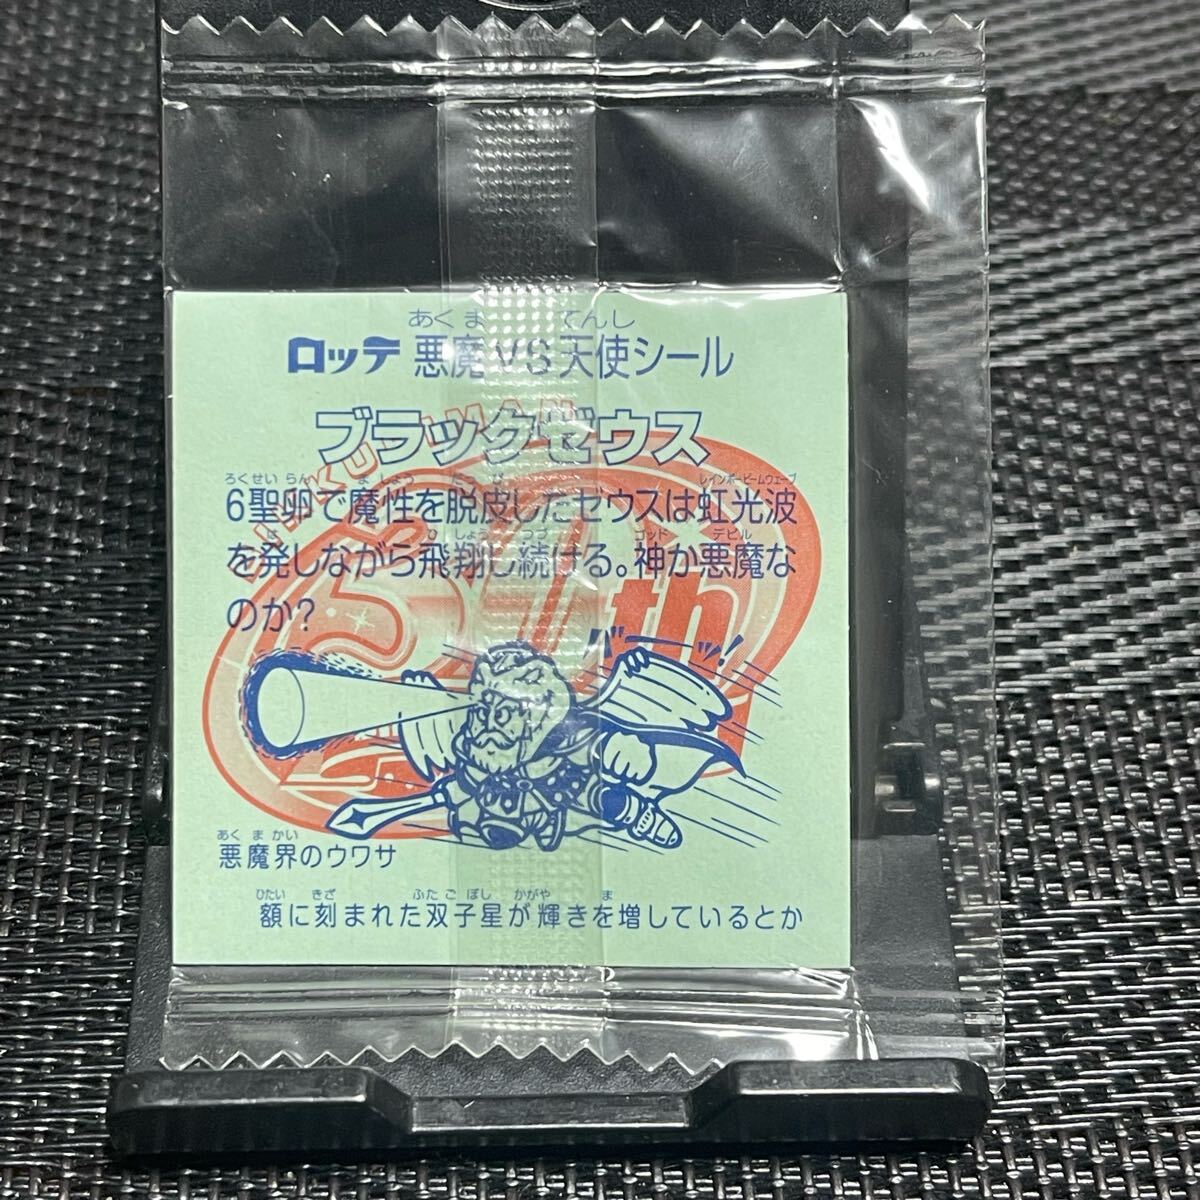 あくま てんし
ロッテ 悪魔VS天使シール
ブラックゼウス
ろくせいらん ましょう だっぴ レインボービームウェーブ
6聖卵で魔性を脱皮したゼウスは虹光波
は ひしょう つづ ゴッド デビル
を発しながら飛翔し続ける。神か悪魔な
のか?
th
バッ!
あくまかい
悪魔界のウワサ
ひたい きざ ふたごぼし かがや ま
額に刻まれた双子星が輝きを増しているとか